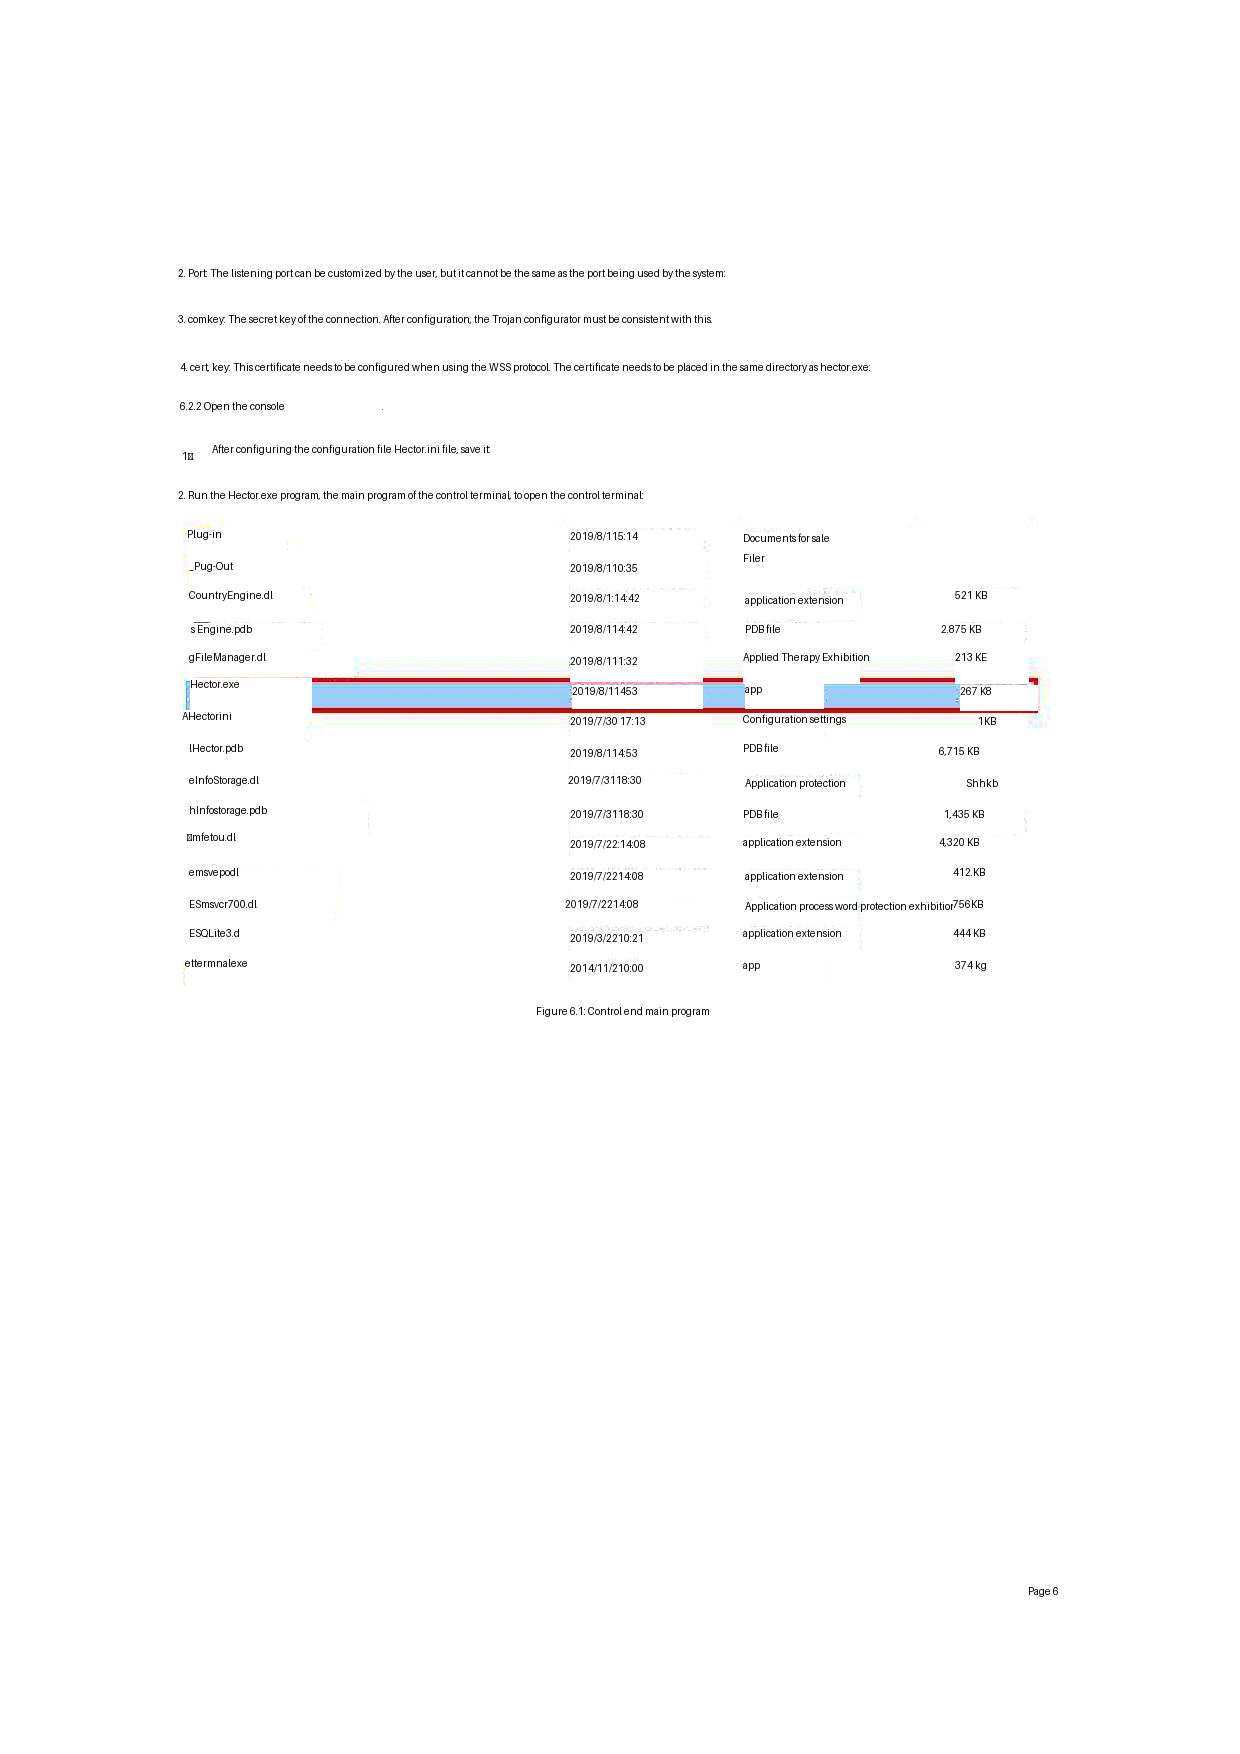 2. Port: The listening port can be customized by the user, but it cannot be the same as the port being used by the system:
3. comkey: The secret key of the connection. After configuration, the Trojan configurator must be consistent with this.
4. cert, key: This certificate needs to be configured when using the WSS protocol. The certificate needs to be placed in the same directory as hector.exe:
6.2.2 Open the console
1 After configuring the configuration file Hector.ini file, save it:
2. Run the Hector.exe program, the main program of the control terminal, to open the control terminal:
Plug-in 2019/8/115:14 Documents for sale
_Pug-Out 2019/8/110:35 Filer
CountryEngine.dl 2019/8/1:14:42 application extension 521 KB
s Engine.pdb 2019/8/114:42 PDB file 2.875 KB
gFileManager.dl 2019/8/111:32 Applied Therapy Exhibition 213 KE
Hector.exe 2019/8/11453 app 267 K8
AHectorini 2019/7/30 17:13 Configuration settings 1KB
lHector.pdb 2019/8/114:53 PDB file 6,715 KB
eInfoStorage.dl 2019/7/3118:30 Application protection Shhkb
hInfostorage.pdb 2019/7/3118:30 PDB file 1,435 KB
mfetou.dl 2019/7/22:14:08 application extension 4,320 KB
emsvepodl 2019/7/2214:08 application extension 412.KB
ESmsvcr700.dl 2019/7/2214:08 Application process word protection exhibition 756KB
ESQLite3.d 2019/3/2210:21 application extension 444 KB
ettermnalexe 2014/11/210:00 app 374 kg
Figure 6.1: Control end main program
Page 6